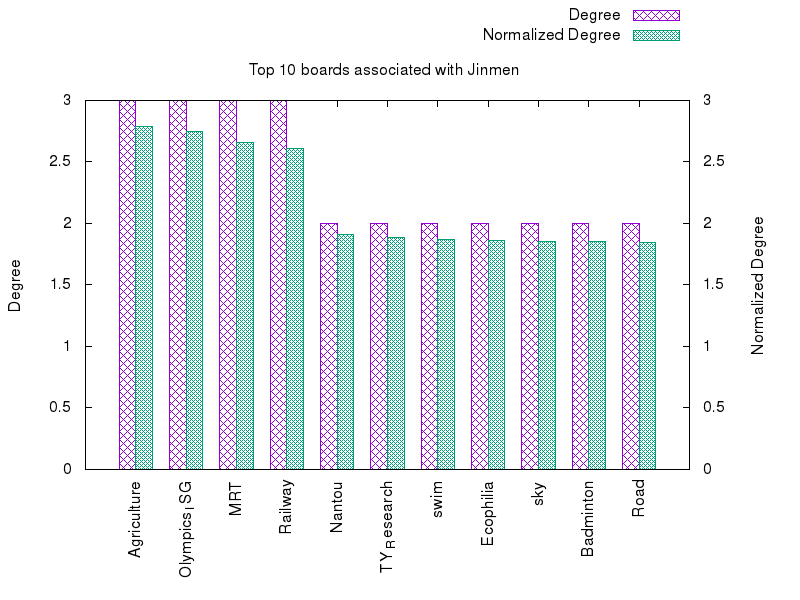 Degree
Normalized Degree
Top 10 boards associated with Jinmen
3
2.5
2
1.5
1
0.5
0
Degree
3
2.5
2
1.5
1
0.5
0
Normalized Degree
Agriculture
OlympicsISG
MRT
Railway
Nantou
TYResearch
swim
Ecophilia
sky
Badminton
Road